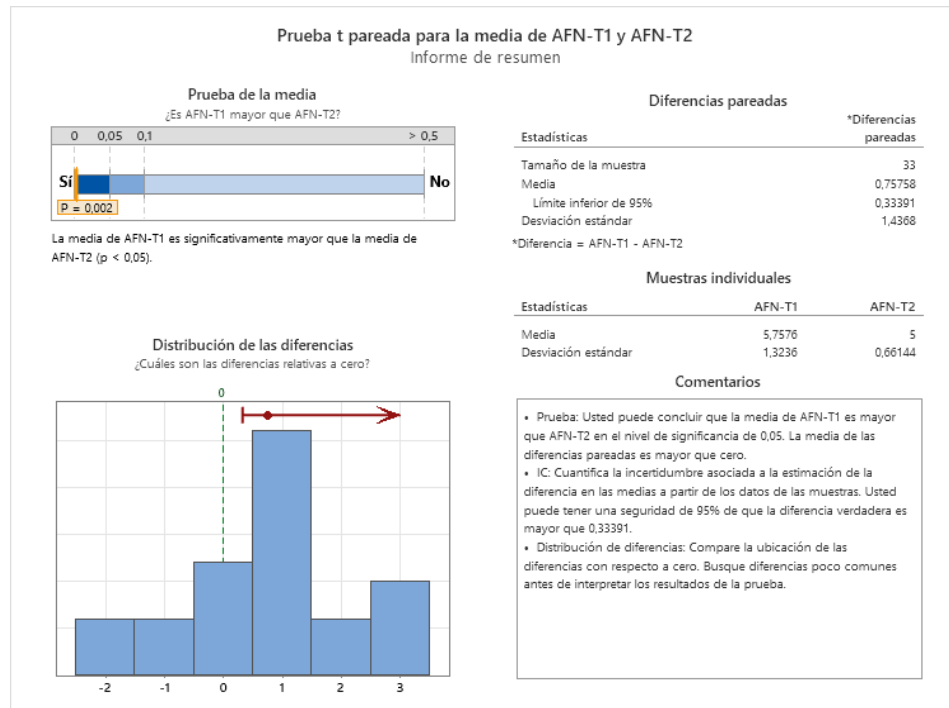 Prueba t pareada para la media de AFN-T1 y AFN-T2
Informe de resumen
Prueba de la media
¿Es AFN-T1 mayor que AFN-T2?
0 0,05 0,1 > 0,5
Sí No
P = 0,002
La media de AFN-T1 es significativamente mayor que la media de
AFN-T2 (p < 0,05).
Diferencias pareadas
*Diferencias
Estadísticas pareadas
Tamaño de la muestra 33
Media 0,75758
Límite inferior de 95% 0,33391
Desviación estándar 1,4368
*Diferencia = AFN-T1 - AFN-T2
Muestras individuales
Estadísticas AFN-T1 AFN-T2
Media 5,7576 5
Desviación estándar 1,3236 0,66144
Distribución de las diferencias
¿Cuáles son las diferencias relativas a cero?
0
-2 -1 0 1 2 3
Comentarios
• Prueba: Usted puede concluir que la media de AFN-T1 es mayor
que AFN-T2 en el nivel de significancia de 0,05. La media de las
diferencias pareadas es mayor que cero.
• IC: Cuantifica la incertidumbre asociada a la estimación de la
diferencia en las medias a partir de los datos de las muestras. Usted
puede tener una seguridad de 95% de que la diferencia verdadera es
mayor que 0,33391.
• Distribución de diferencias: Compare la ubicación de las
diferencias con respecto a cero. Busque diferencias poco comunes
antes de interpretar los resultados de la prueba.